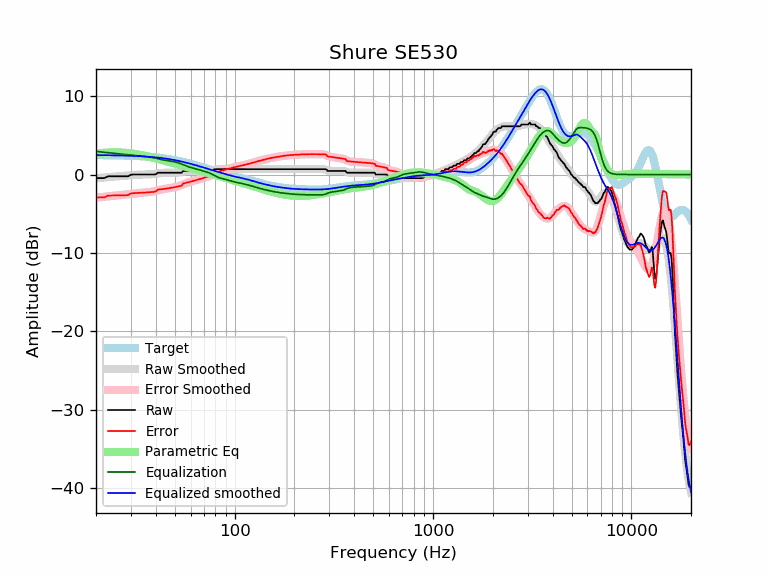 Shure SE530
10
0
−10
−20
−30
−40
Amplitude (dBr)
Target
Raw Smoothed
Error Smoothed
Raw
Error
Parametric Eq
Equalization
Equalized smoothed
100
1000
10000
Frequency (Hz)